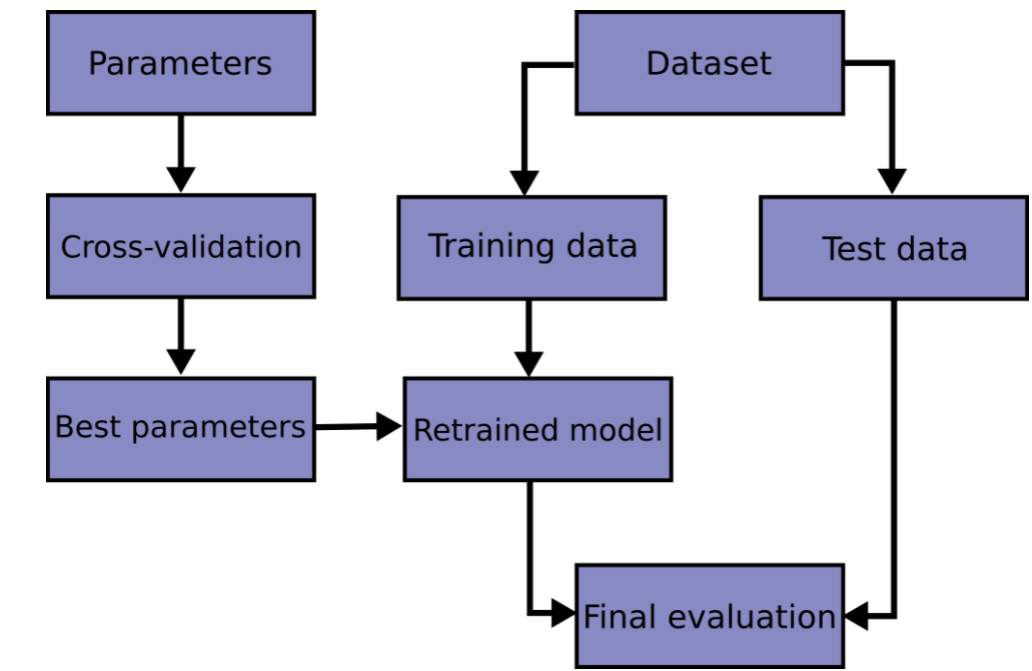 Parameters
Dataset
Cross-validation
Training data
Test data
Best parameters
Retrained model
Final evaluation